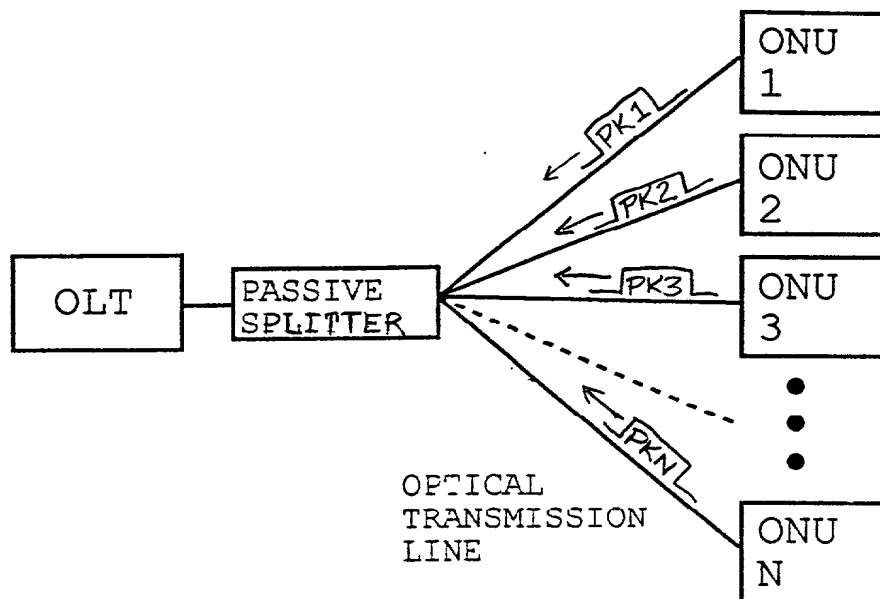 ONU
1
PK1
ONU
2
PK2
OLT
PASSIVE
SPLITTER
PK3
ONU
3
PKN
OPTICAL
TRANSMISSION
LINE
ONU
N